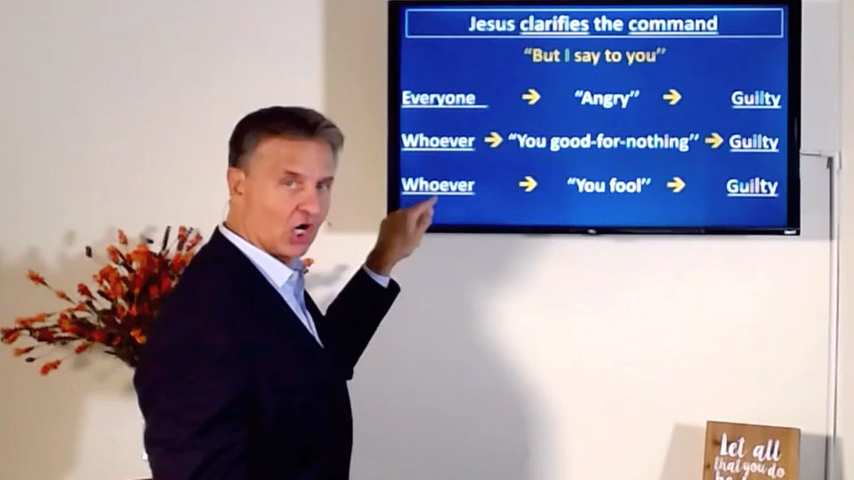 Jesus clarifies the command
"But I say to you"
Everyone → "Angry" → Guilty
Whoever → "You good-for-nothing" → Guilty
Whoever → "You fool" → Guilty
Let all
that you do